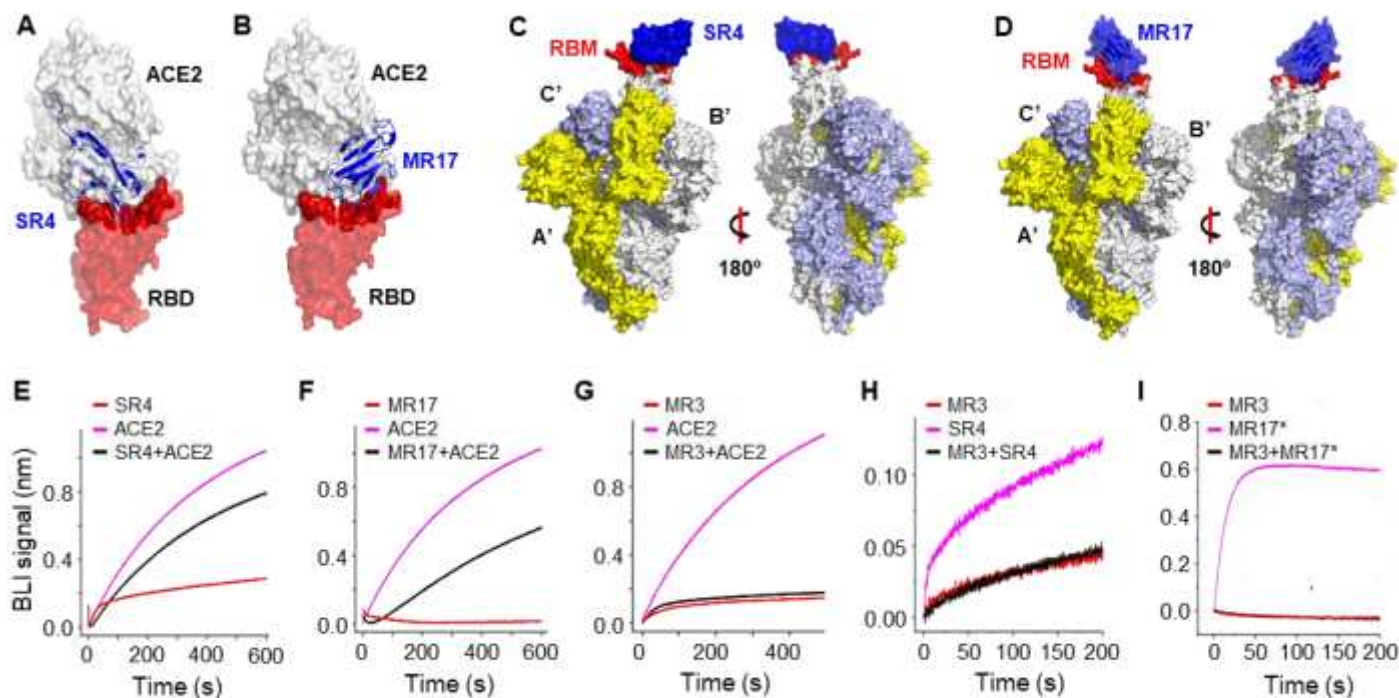 A
ACE2
SR4
RBD
B
ACE2
MR17
RBD
C
RBM
SR4
C'
B'
A'
180º
D
RBM
MR17
C'
B'
A'
180º
E
SR4
ACE2
SR4+ACE2
BLI signal (nm)
0.8
0.4
0.0
0 200 400 600
Time (s)
F
MR17
ACE2
MR17+ACE2
0.8
0.4
0.0
0 200 400 600
Time (s)
G
MR3
ACE2
MR3+ACE2
0.8
0.4
0.0
0 200 400
Time (s)
H
MR3
SR4
MR3+SR4
0.10
0.05
0.00
0 50 100 150 200
Time (s)
I
MR3
MR17*
MR3+MR17*
0.8
0.6
0.4
0.2
0.0
0 50 100 150 200
Time (s)